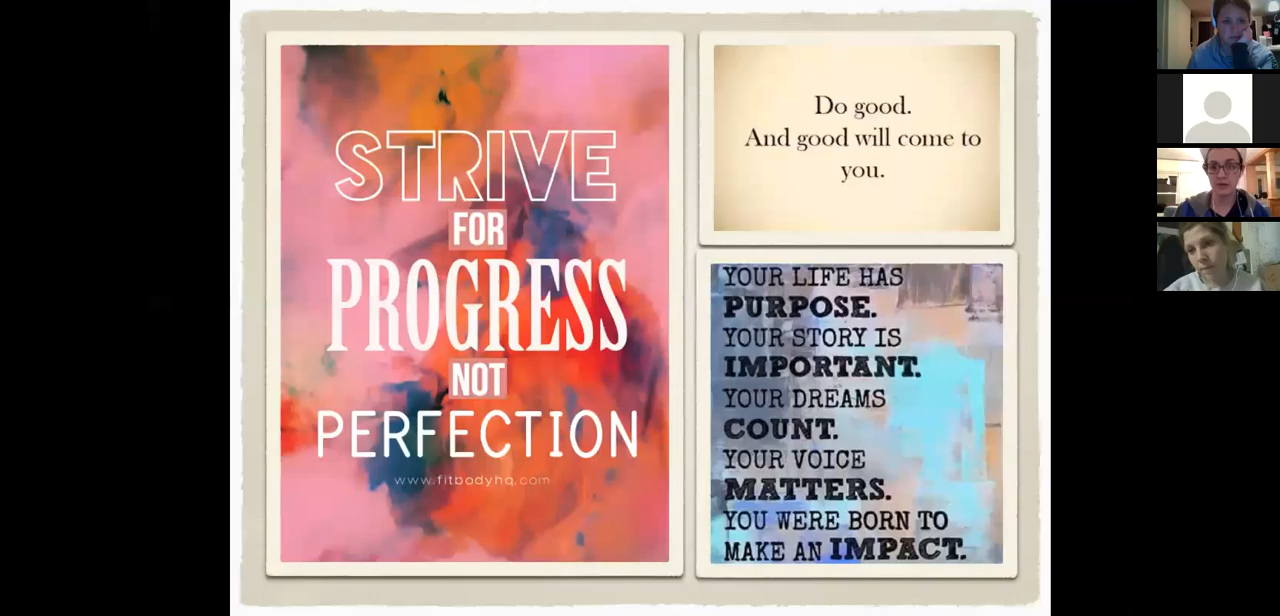 STRIVE
FOR
PROGRESS
NOT
PERFECTION
www.fitbodyhq.com
Do good.
And good will come to
you.
YOUR LIFE HAS
PURPOSE.
YOUR STORY IS
IMPORTANT.
YOUR DREAMS
COUNT.
YOUR VOICE
MATTERS.
YOU WERE BORN TO
MAKE AN IMPACT.